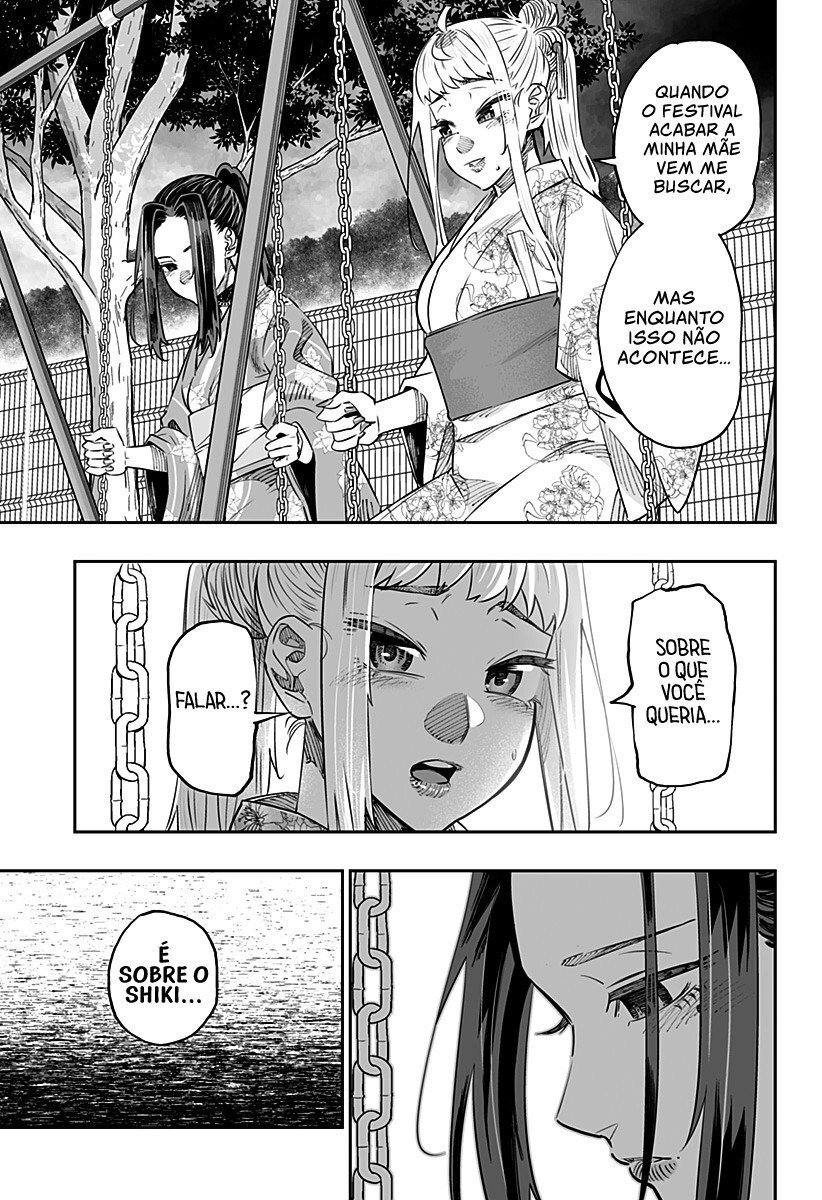 QUANDO
O FESTIVAL
ACABAR A
MINHA MÃE
VEM ME
BUSCAR,
MAS
ENQUANTO
ISSO NÃO
ACONTECE...
SOBRE
O QUE
VOCÊ
QUERIA...
FALAR...?
É
SOBRE O
SHIKI...